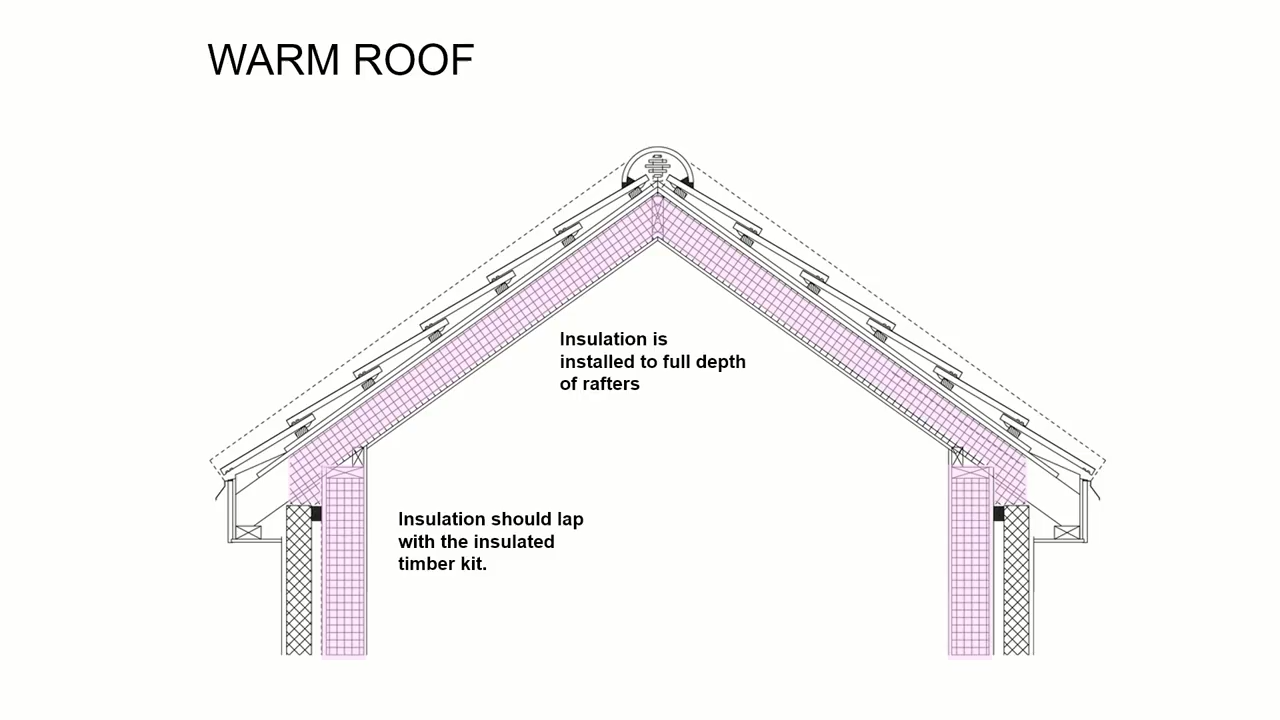 WARM ROOF
Insulation is
installed to full depth
of rafters
Insulation should lap
with the insulated
timber kit.